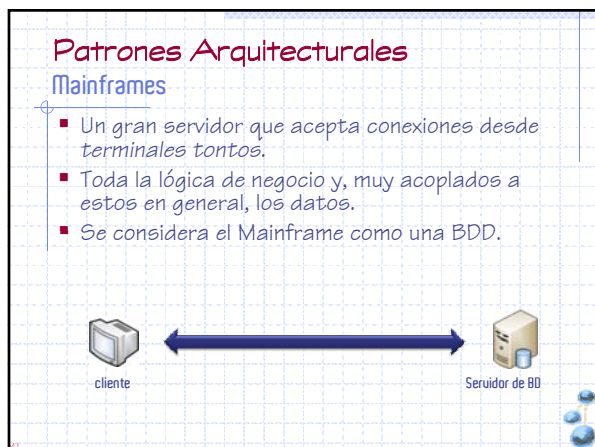 Patrones Arquitecturales
Mainframes
▪ Un gran servidor que acepta conexiones desde
terminales tontos.
▪ Toda la lógica de negocio y, muy acoplados a
estos en general, los datos.
▪ Se considera el Mainframe como una BDD.
cliente
Servidor de BD